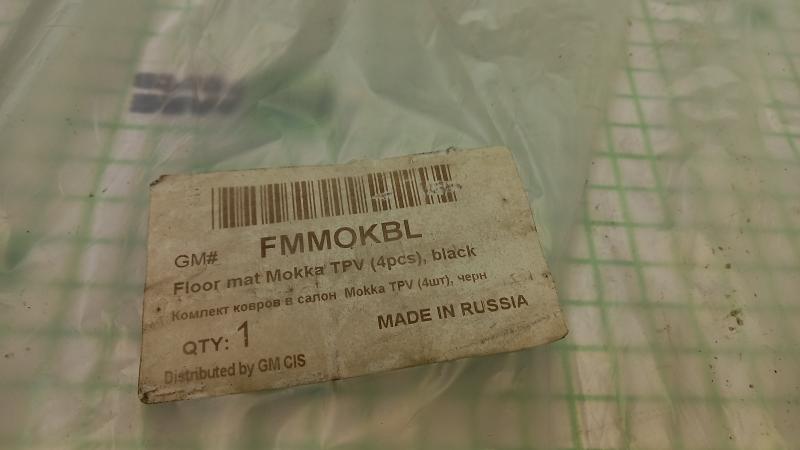 GM# FMMOKBL
Floor mat Mokka TPV (4pcs), black
Комлект ковров в салон Mokka TPV (4шт), черн
QTY: 1
MADE IN RUSSIA
Distributed by GM CIS